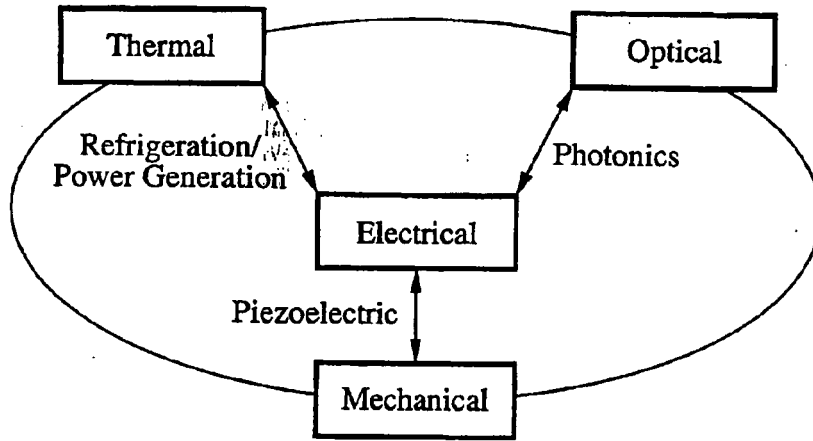 Thermal
Optical
Refrigeration/
Power Generation
Photonics
Electrical
Piezoelectric
Mechanical